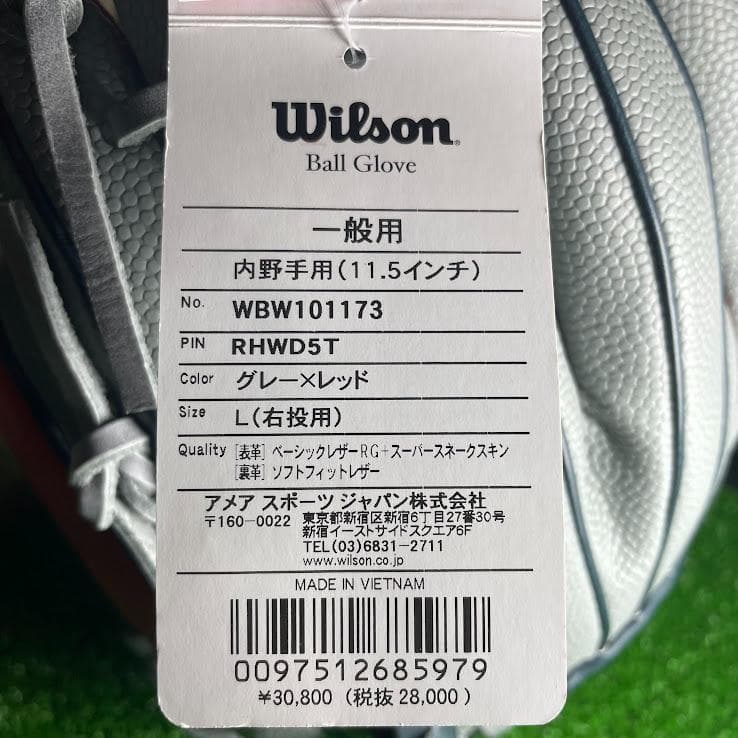 Wilson
Ball Glove
一般用
内野手用(11.5インチ)
No. WBW101173
PIN RHWD5T
Color グレー×レッド
Size L(右投用)
Quality [表革] ベーシックレザーRG+スーパースネークスキン
[裏革] ソフトフィットレザー
アメア スポーツ ジャパン株式会社
〒160-0022 東京都新宿区新宿6丁目27番30号
新宿イーストサイドスクエア6F
TEL(03)6831-2711
www.wilson.co.jp
MADE IN VIETNAM
0097512685979
¥30,800 (税抜 28,000)